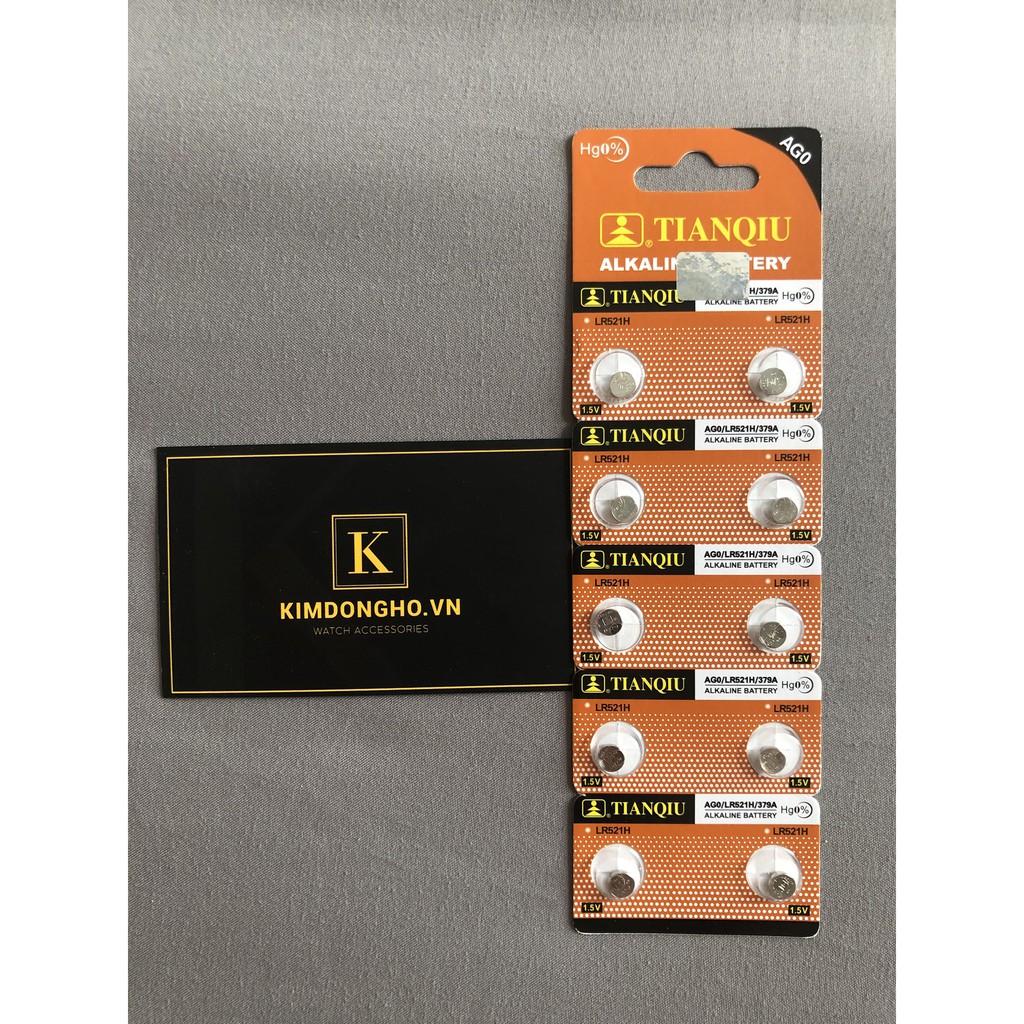 K
KIMDONGHO.VN
WATCH ACCESSORIES
Hg0%
AG0
TIANQIU
ALKALINE BATTERY
TIANQIU H/379A Hg0%
ALKALINE BATTERY
LR521H LR521H
1.5V 1.5V
TIANQIU AG0/LR521H/379A Hg0%
ALKALINE BATTERY
LR521H LR521H
1.5V 1.5V
TIANQIU AG0/LR521H/379A Hg0%
ALKALINE BATTERY
LR521H LR521H
1.5V 1.5V
TIANQIU AG0/LR521H/379A Hg0%
ALKALINE BATTERY
LR521H LR521H
1.5V 1.5V
TIANQIU AG0/LR521H/379A Hg0%
ALKALINE BATTERY
LR521H LR521H
1.5V 1.5V